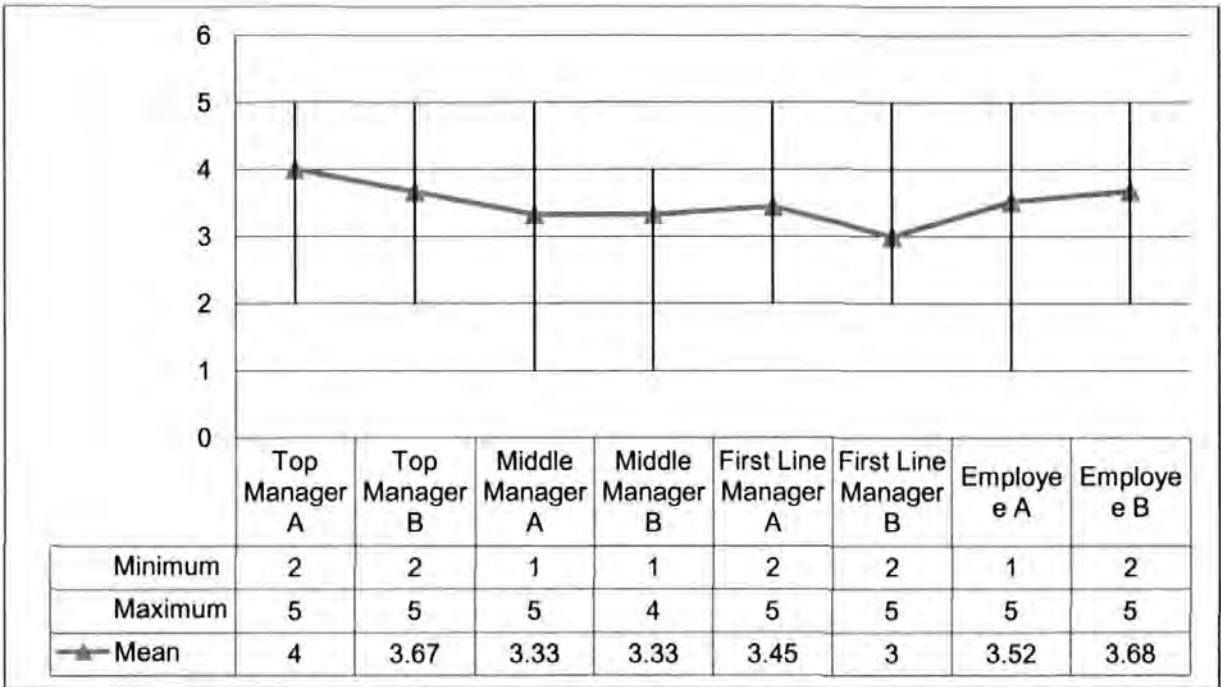 6
5
4
3
2
1
0
Top Manager A Top Manager B Middle Manager A Middle Manager B First Line Manager A First Line Manager B Employe e A Employe e B
Minimum 2 2 1 1 2 2 1 2
Maximum 5 5 5 4 5 5 5 5
Mean 4 3.67 3.33 3.33 3.45 3 3.52 3.68